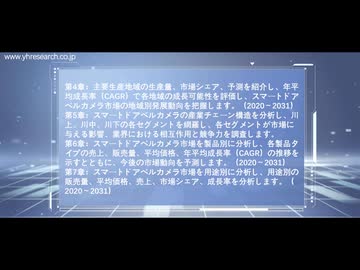 www.yhresearch.co.jp
第4章：主要生産地域の生産量、市場シェア、予測を紹介し、年平
均成長率（CAGR）で各地域の成長可能性を評価し、スマートドア
ベルカメラ市場の地域別発展動向を把握します。（2020～2031）
第5章：スマートドアベルカメラの産業チェーン構造を分析し、川
上、川中、川下の各セグメントを網羅し、各セグメントが市場に
与える影響、業界における相互作用と競争力を調査します。
第6章：スマートドアベルカメラ市場を製品別に分析し、各製品タ
イプの売上、販売量、平均価格、年平均成長率（CAGR）の推移を
示すとともに、今後の市場動向を予測します。（2020～2031）
第7章：スマートドアベルカメラ市場を用途別に分析し、用途別の
販売量、平均価格、売上、市場シェア、成長率を分析します。（
2020～2031）